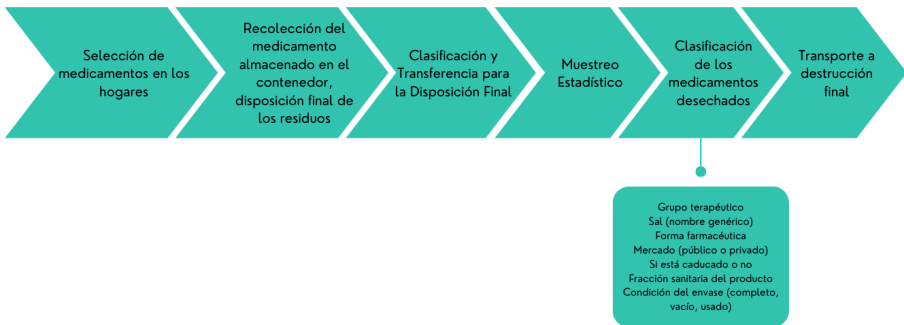 Selección de
medicamentos en los
hogares
Recolección del
medicamento
almacenado en el
contenedor,
disposición final de
los residuos
Clasificación y
Transferencia para
la Disposición Final
Muestreo
Estadístico
Clasificación
de los
medicamentos
desechados
Transporte a
destrucción
final
Grupo terapéutico
Sal (nombre genérico)
Forma farmacéutica
Mercado (público o privado)
Si está caducado o no
Fracción sanitaria del producto
Condición del envase (completo,
vacío, usado)